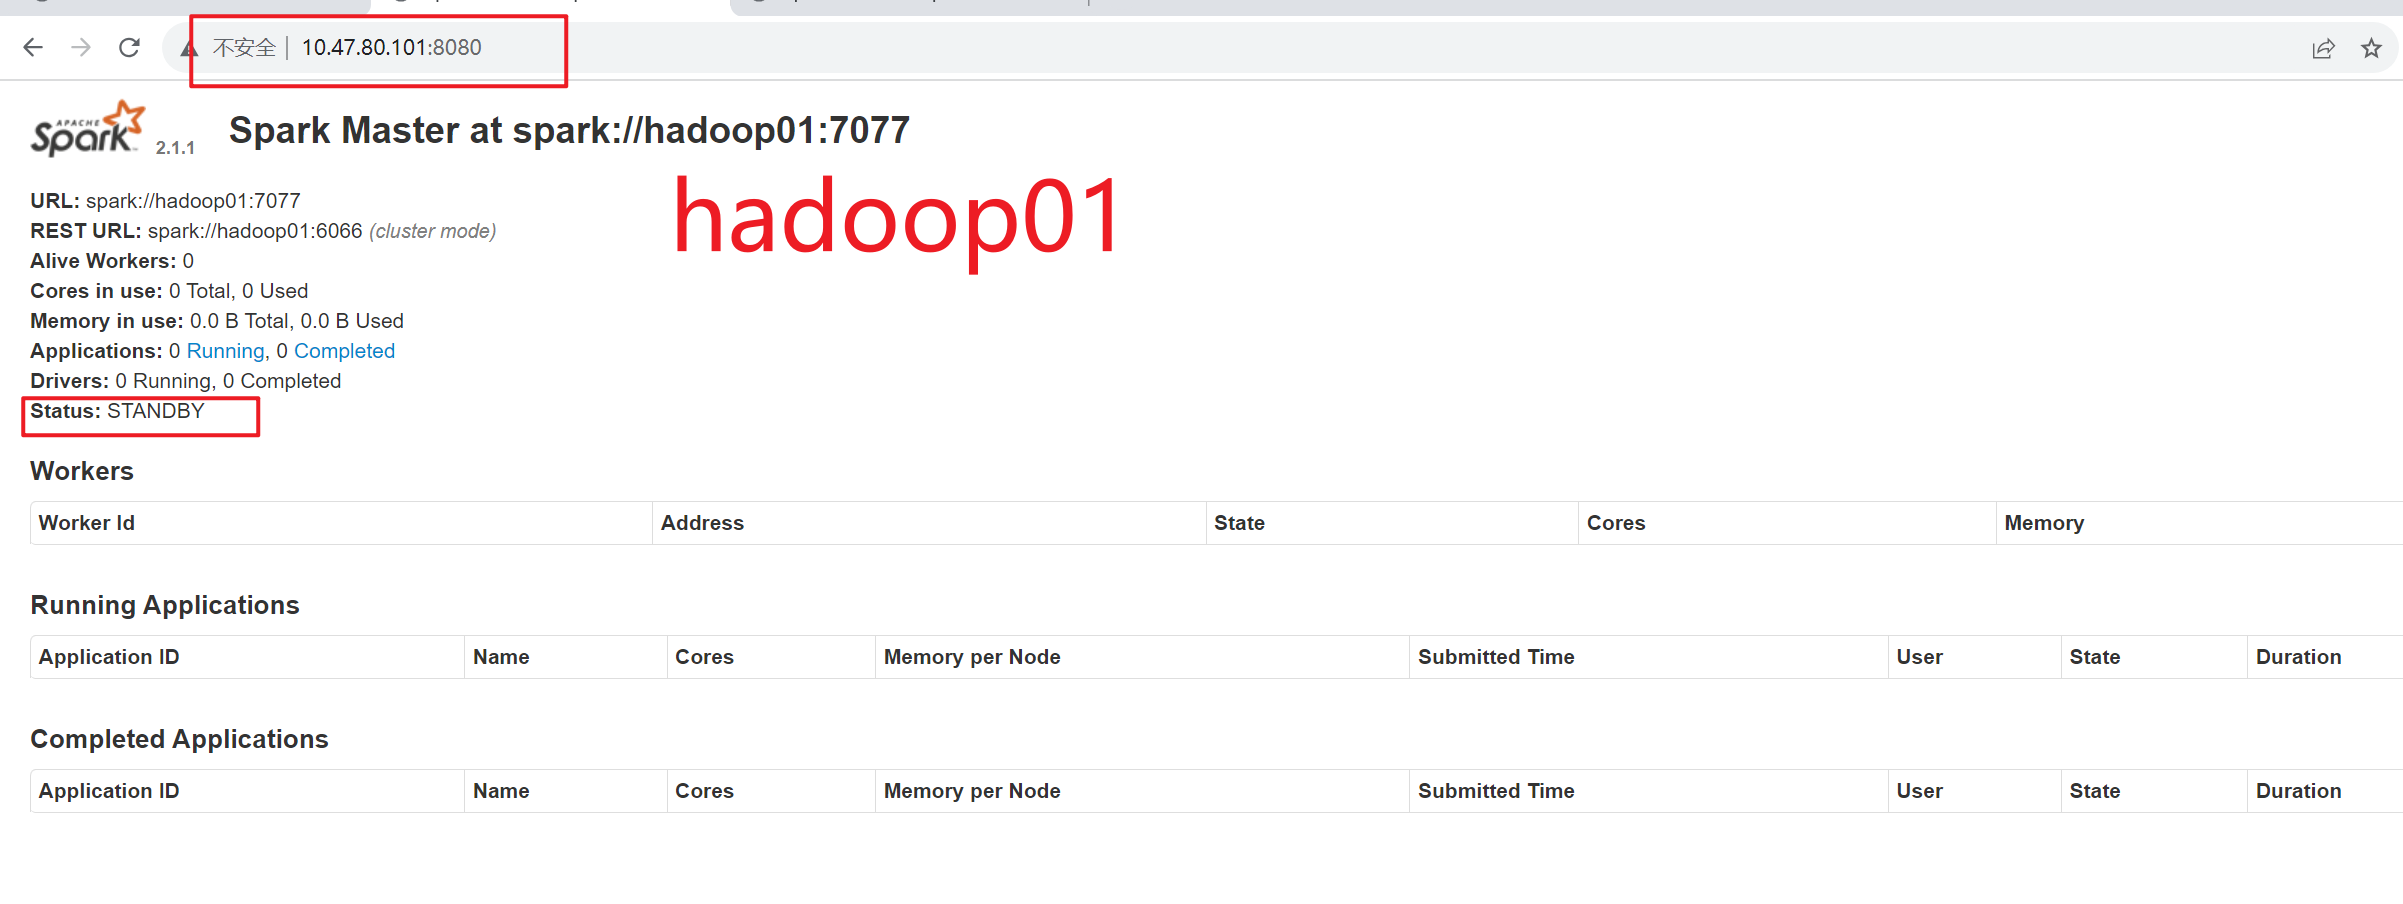 不安全 | 10.47.80.101:8080
APACHE Spark 2.1.1 Spark Master at spark://hadoop01:7077
hadoop01
URL: spark://hadoop01:7077
REST URL: spark://hadoop01:6066 (cluster mode)
Alive Workers: 0
Cores in use: 0 Total, 0 Used
Memory in use: 0.0 B Total, 0.0 B Used
Applications: 0 Running, 0 Completed
Drivers: 0 Running, 0 Completed
Status: STANDBY
Workers
Worker Id Address State Cores Memory
Running Applications
Application ID Name Cores Memory per Node Submitted Time User State Duration
Completed Applications
Application ID Name Cores Memory per Node Submitted Time User State Duration